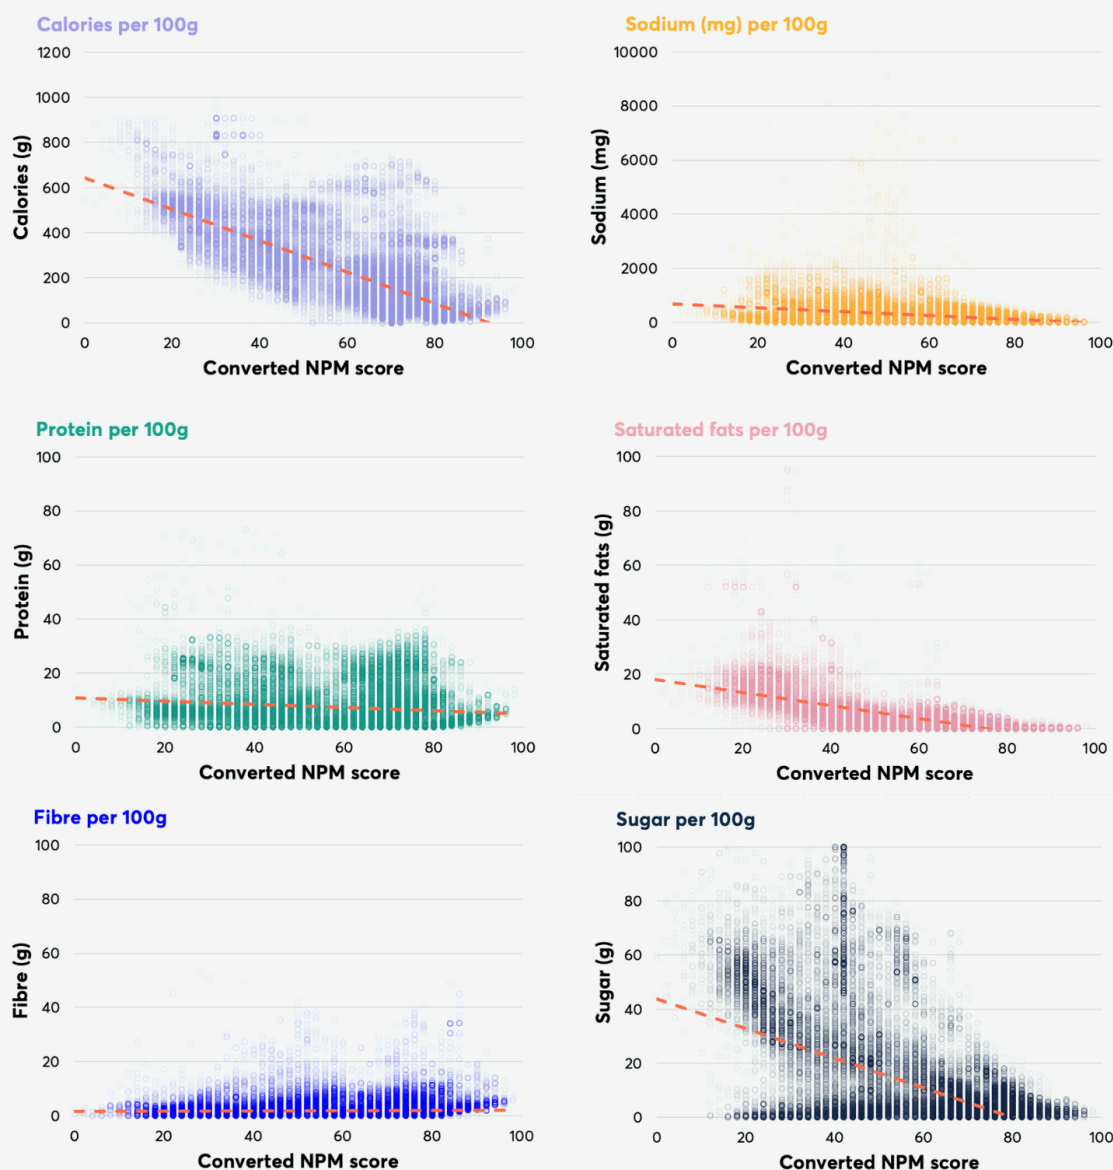 Calories per 100g
1200
1000
800
600
400
200
0
Calories (g)
0 20 40 60 80 100
Converted NPM score
Sodium (mg) per 100g
10000
8000
6000
4000
2000
0
Sodium (mg)
0 20 40 60 80 100
Converted NPM score
Protein per 100g
100
80
60
40
20
0
Protein (g)
0 20 40 60 80 100
Converted NPM score
Saturated fats per 100g
100
80
60
40
20
0
Saturated fats (g)
0 20 40 60 80 100
Converted NPM score
Fibre per 100g
100
80
60
40
20
0
Fibre (g)
0 20 40 60 80 100
Converted NPM score
Sugar per 100g
100
80
60
40
20
0
Sugar (g)
0 20 40 60 80 100
Converted NPM score